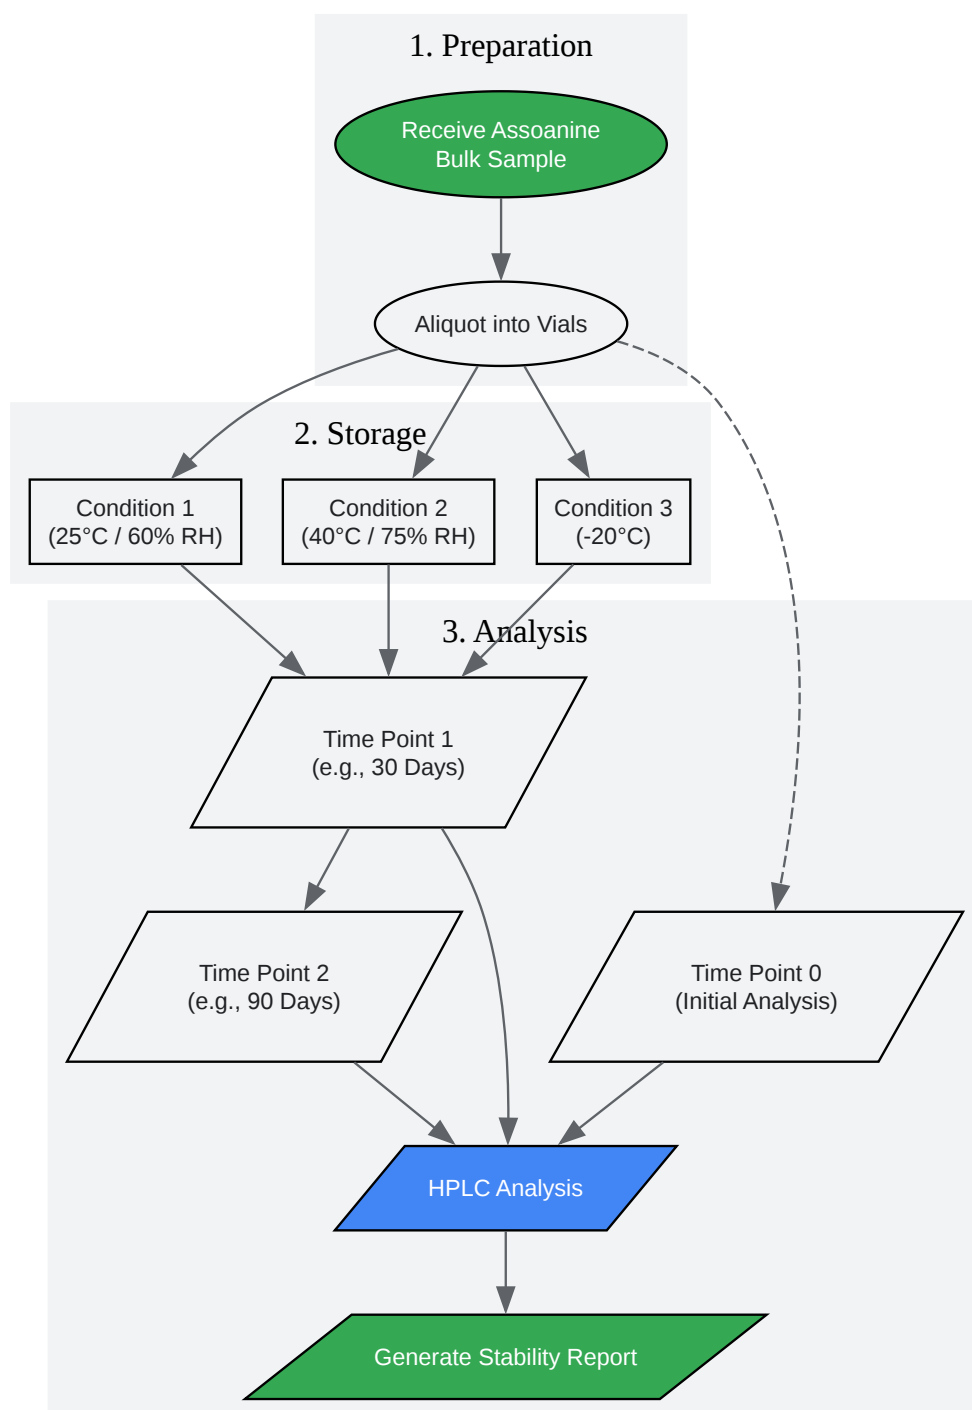 1. Preparation
Receive Assoanine
Bulk Sample
Aliquot into Vials
2. Storage
Condition 1
(25°C / 60% RH)
Condition 2
(40°C / 75% RH)
Condition 3
(-20°C)
3. Analysis
Time Point 1
(e.g., 30 Days)
Time Point 2
(e.g., 90 Days)
Time Point 0
(Initial Analysis)
HPLC Analysis
Generate Stability Report